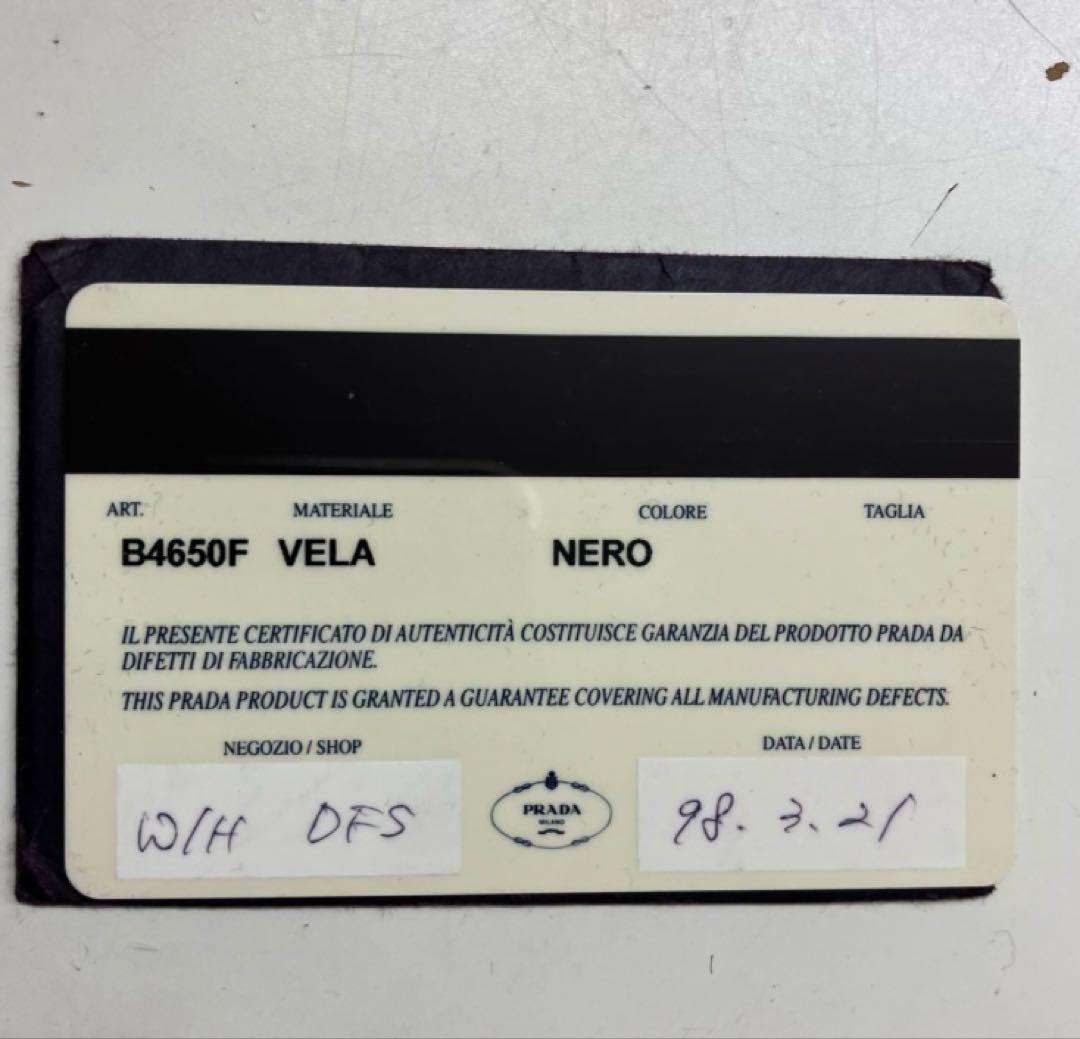 ART. MATERIALE COLORE TAGLIA
B4650F VELA NERO
IL PRESENTE CERTIFICATO DI AUTENTICITÀ COSTITUISCE GARANZIA DEL PRODOTTO PRADA DA
DIFETTI DI FABBRICAZIONE.
THIS PRADA PRODUCT IS GRANTED A GUARANTEE COVERING ALL MANUFACTURING DEFECTS.
NEGOZIO / SHOP DATA / DATE
W/H DFS
PRADA
MILANO
98. 3. 21